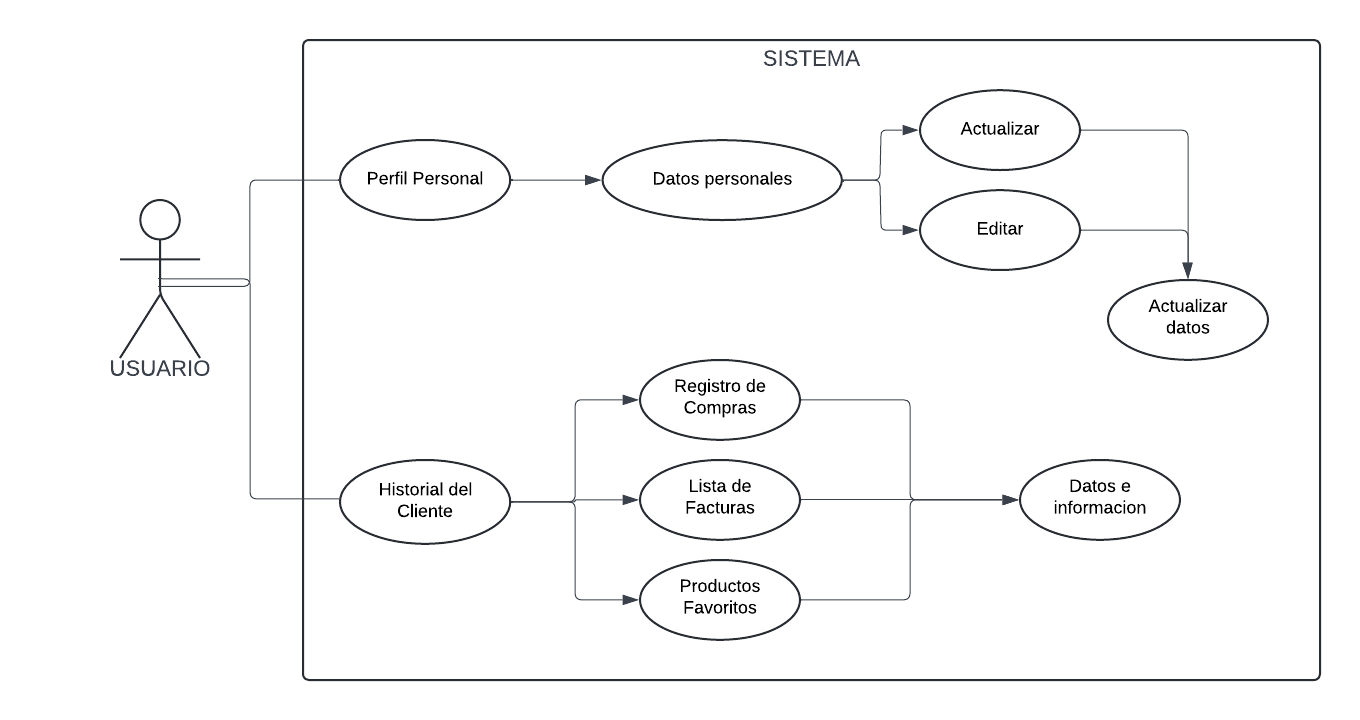 SISTEMA
Actualizar
Perfil Personal
Datos personales
Editar
Actualizar
datos
USUARIO
Registro de
Compras
Historial del
Cliente
Lista de
Facturas
Datos e
informacion
Productos
Favoritos